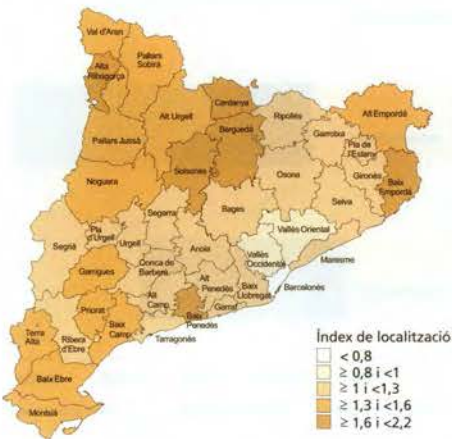 Val d'Aran
Alta
Ribagorça
Pallars
Sobirà
Cerdanya
Alt Urgell
Berguedà
Ripollès
Alt Empordà
Garrotxa
Pla de
l'Estany
Pallars Jussà
Solsonès
Gironès
Baix
Empordà
Noguera
Osona
Selva
Bages
Segarra
Vallès Oriental
Pla
d'Urgell
Urgell
Segrià
Anoia
Vallès
Occidental
Maresme
Conca de
Barberà
Garrigues
Alt
Penedès
Baix
Llobregat
Barcelonès
Alt
Camp
Priorat
Baix
Penedès
Garraf
Baix
Camp
Terra
Alta
Ribera
d'Ebre
Tarragonès
Baix Ebre
Montsià
Índex de localització
< 0,8
≥ 0,8 i <1
≥ 1 i <1,3
≥ 1,3 i <1,6
≥ 1,6 i <2,2